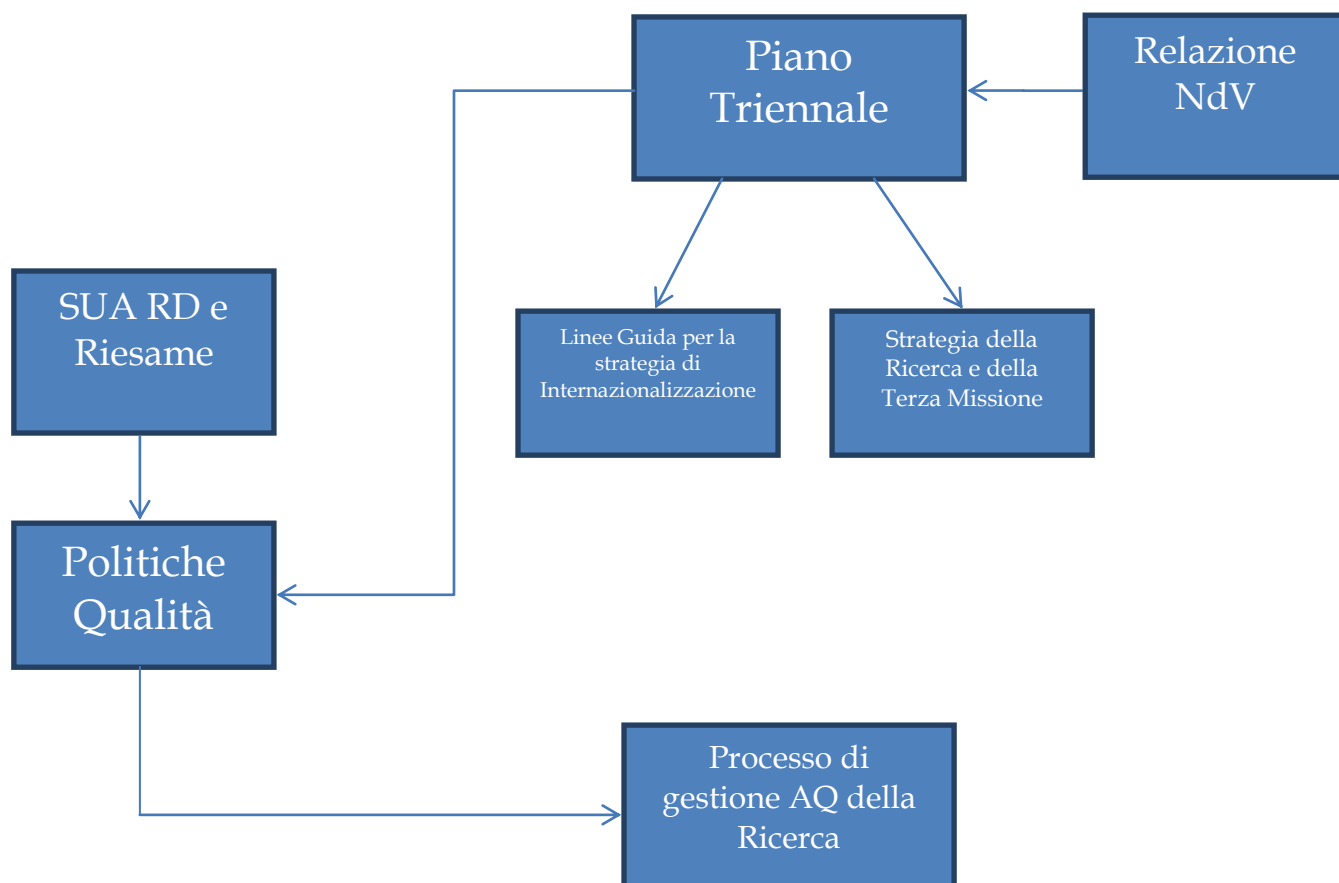 Piano
Triennale
Relazione
NdV
SUA RD e
Riesame
Linee Guida per la
strategia di
Internazionalizzazione
Strategia della
Ricerca e della
Terza Missione
Politiche
Qualità
Processo di
gestione AQ della
Ricerca